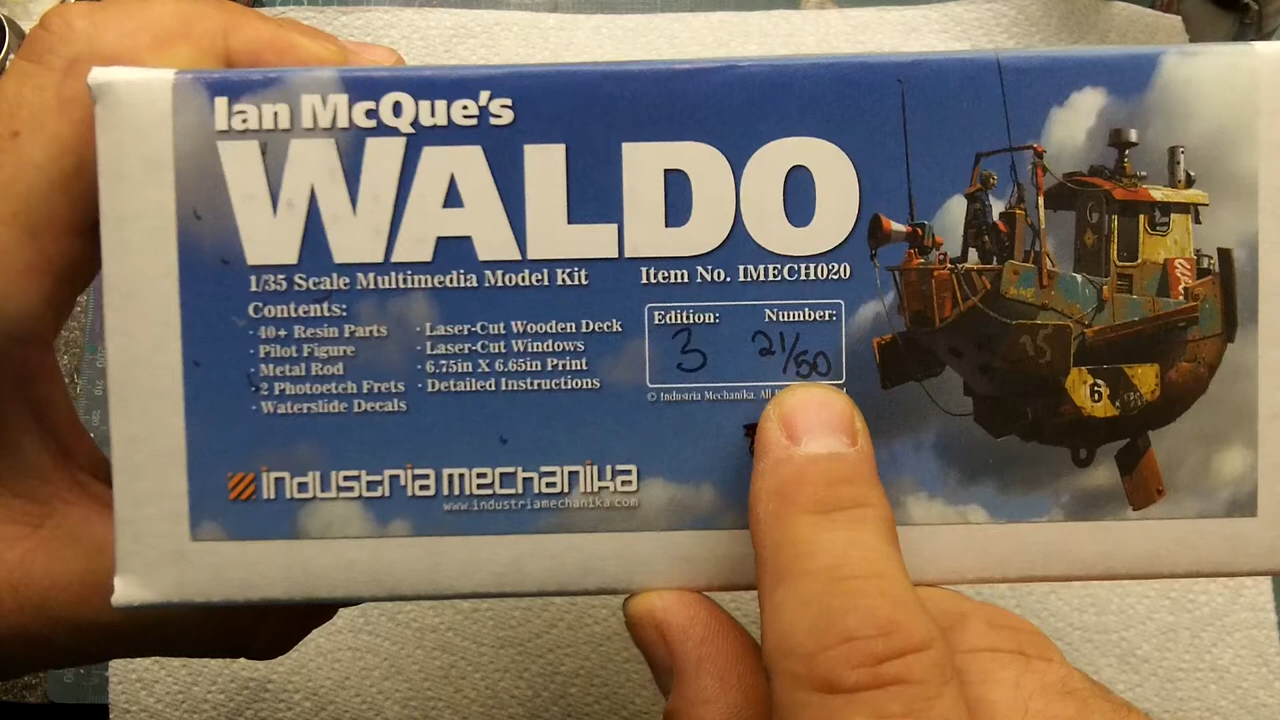 Ian McQue's
WALDO
1/35 Scale Multimedia Model Kit
Item No. IMECH020
Contents:
· 40+ Resin Parts
· Pilot Figure
· Metal Rod
· 2 Photoetch Frets
· Waterslide Decals
· Laser-Cut Wooden Deck
· Laser-Cut Windows
· 6.75in X 6.65in Print
· Detailed Instructions
Edition: Number:
3 21/50
© Industria Mechanika. All
industria mechanika
www.industriamechanika.com
15
6